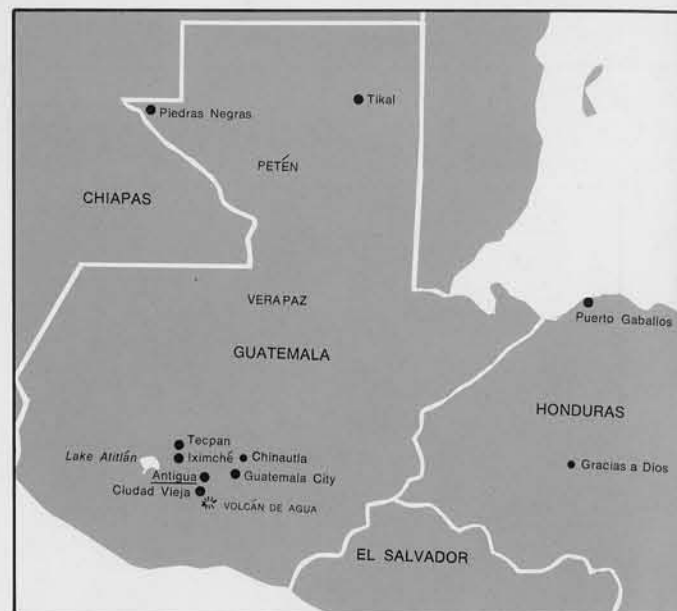 Tikal
Piedras Negras
PETÉN
CHIAPAS
VERAPAZ
Puerto Gaballos
GUATEMALA
HONDURAS
Tecpan
Lake Atitlán
Iximché
Chinautla
Gracias a Dios
Antigua
Guatemala City
Ciudad Vieja
VOLCÁN DE AGUA
EL SALVADOR